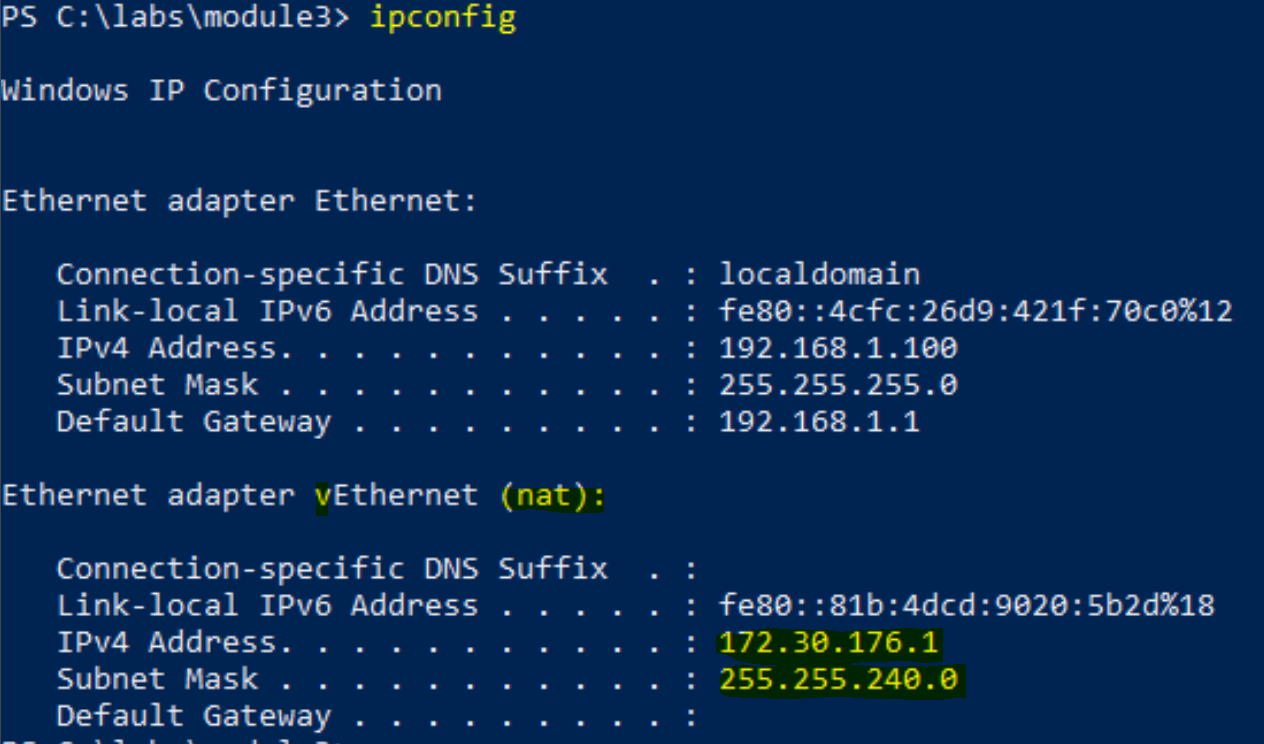 PS C:\labs\module3> ipconfig
Windows IP Configuration
Ethernet adapter Ethernet:
Connection-specific DNS Suffix . : localdomain
Link-local IPv6 Address . . . . . : fe80::4cfc:26d9:421f:70c0%12
IPv4 Address. . . . . . . . . . . : 192.168.1.100
Subnet Mask . . . . . . . . . . . : 255.255.255.0
Default Gateway . . . . . . . . . : 192.168.1.1
Ethernet adapter vEthernet (nat):
Connection-specific DNS Suffix . :
Link-local IPv6 Address . . . . . : fe80::81b:4dcd:9020:5b2d%18
IPv4 Address. . . . . . . . . . . : 172.30.176.1
Subnet Mask . . . . . . . . . . . : 255.255.240.0
Default Gateway . . . . . . . . . :